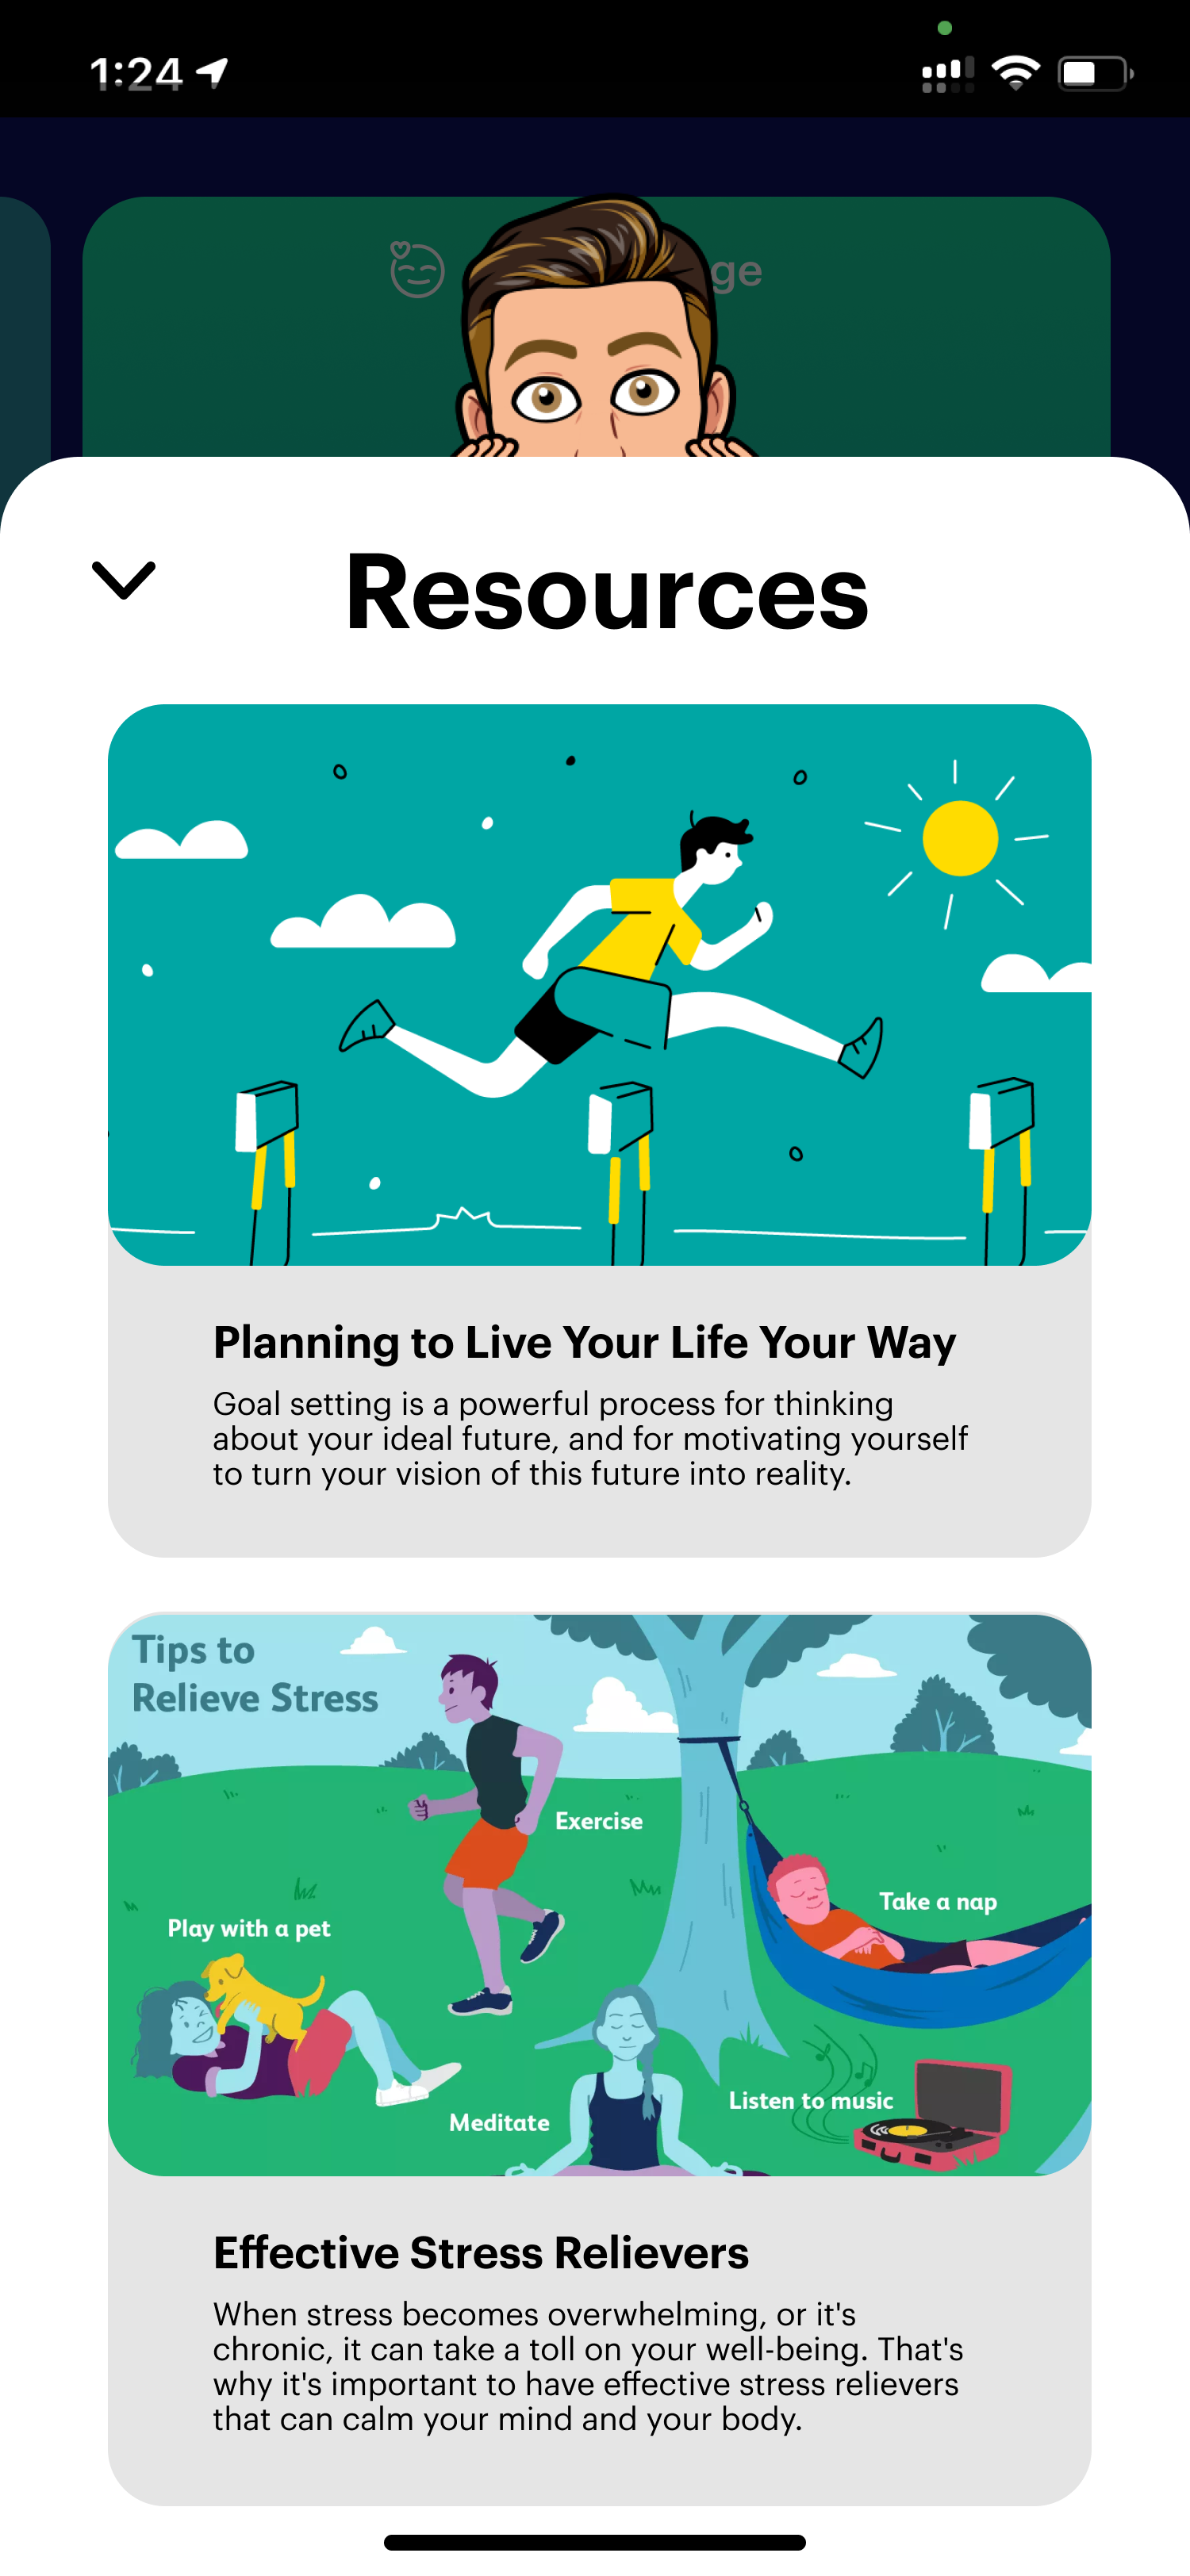 1:24
ge
Resources
Planning to Live Your Life Your Way
Goal setting is a powerful process for thinking
about your ideal future, and for motivating yourself
to turn your vision of this future into reality.
Tips to
Relieve Stress
Exercise
Take a nap
Play with a pet
Listen to music
Meditate
Effective Stress Relievers
When stress becomes overwhelming, or it's
chronic, it can take a toll on your well-being. That's
why it's important to have effective stress relievers
that can calm your mind and your body.